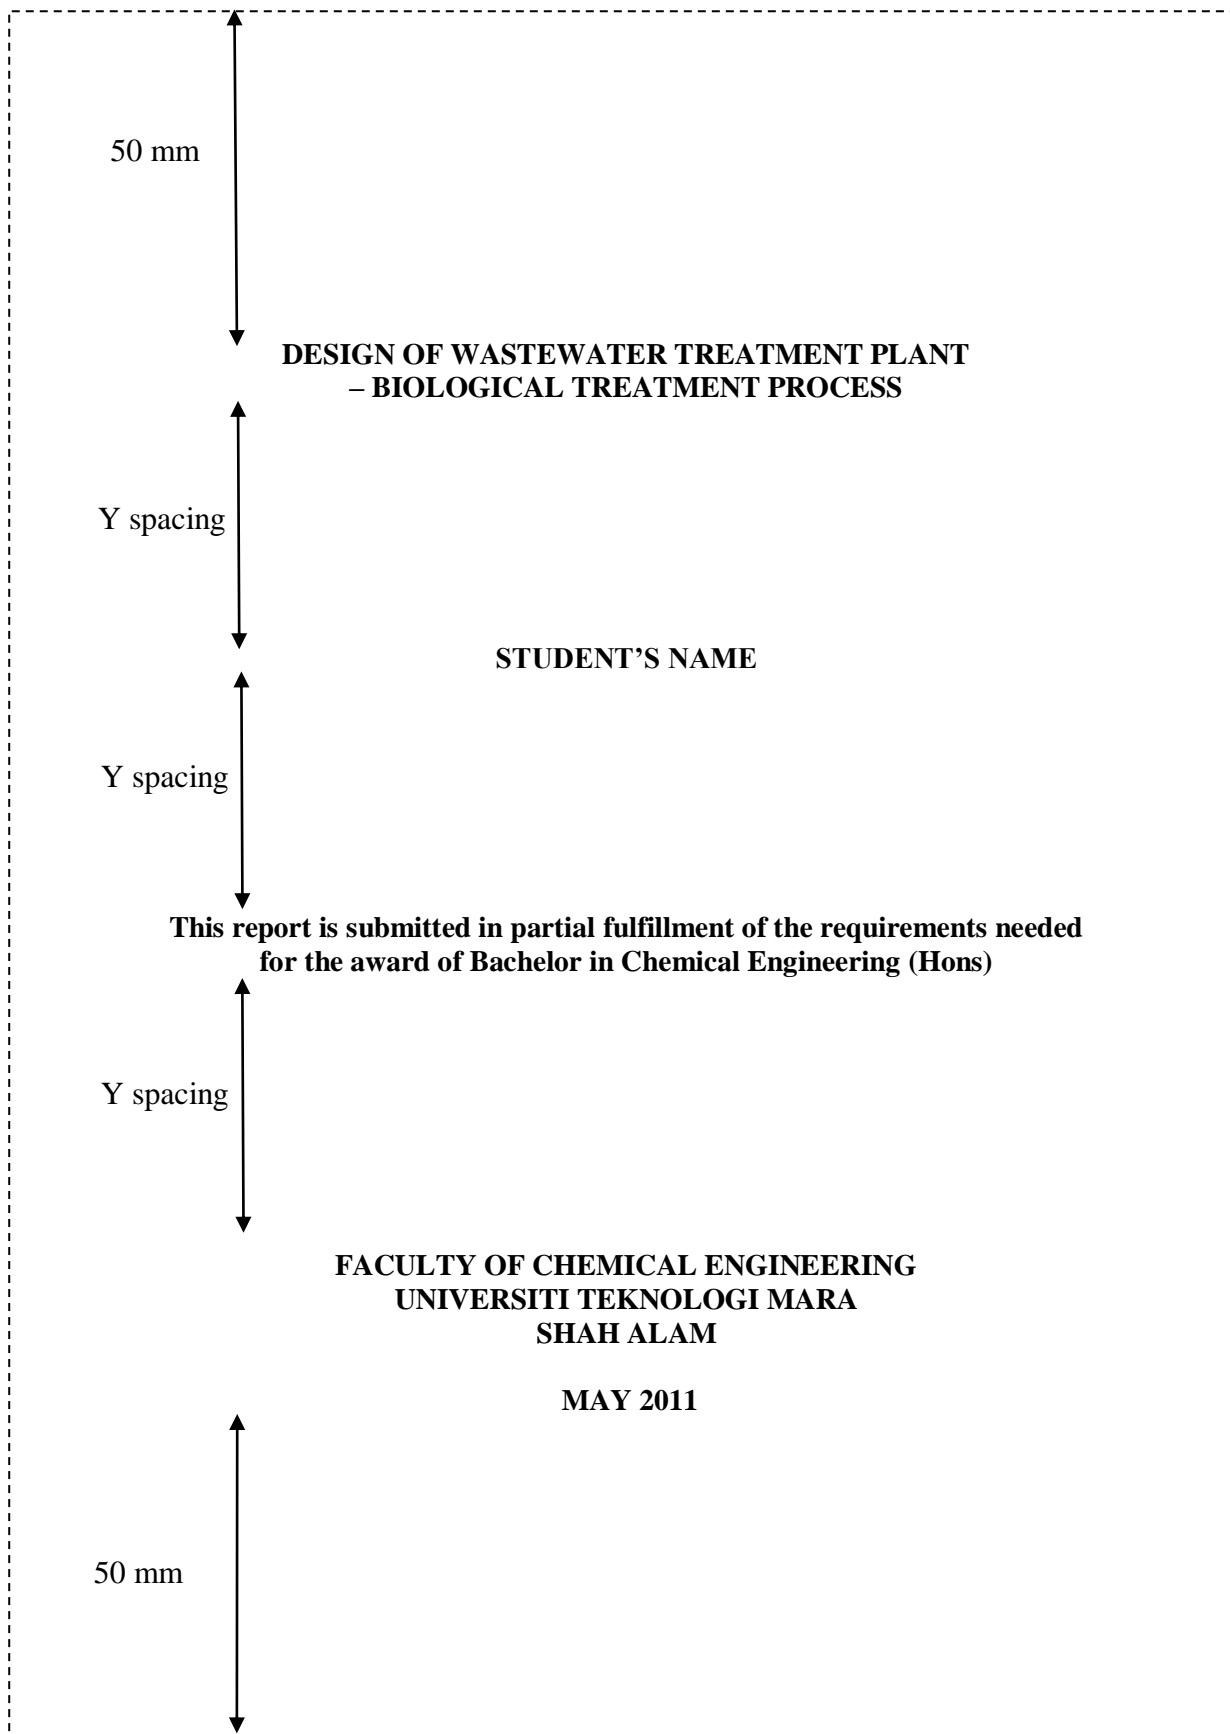 50 mm
DESIGN OF WASTEWATER TREATMENT PLANT
– BIOLOGICAL TREATMENT PROCESS
Y spacing
STUDENT’S NAME
Y spacing
This report is submitted in partial fulfillment of the requirements needed
for the award of Bachelor in Chemical Engineering (Hons)
Y spacing
FACULTY OF CHEMICAL ENGINEERING
UNIVERSITI TEKNOLOGI MARA
SHAH ALAM
MAY 2011
50 mm